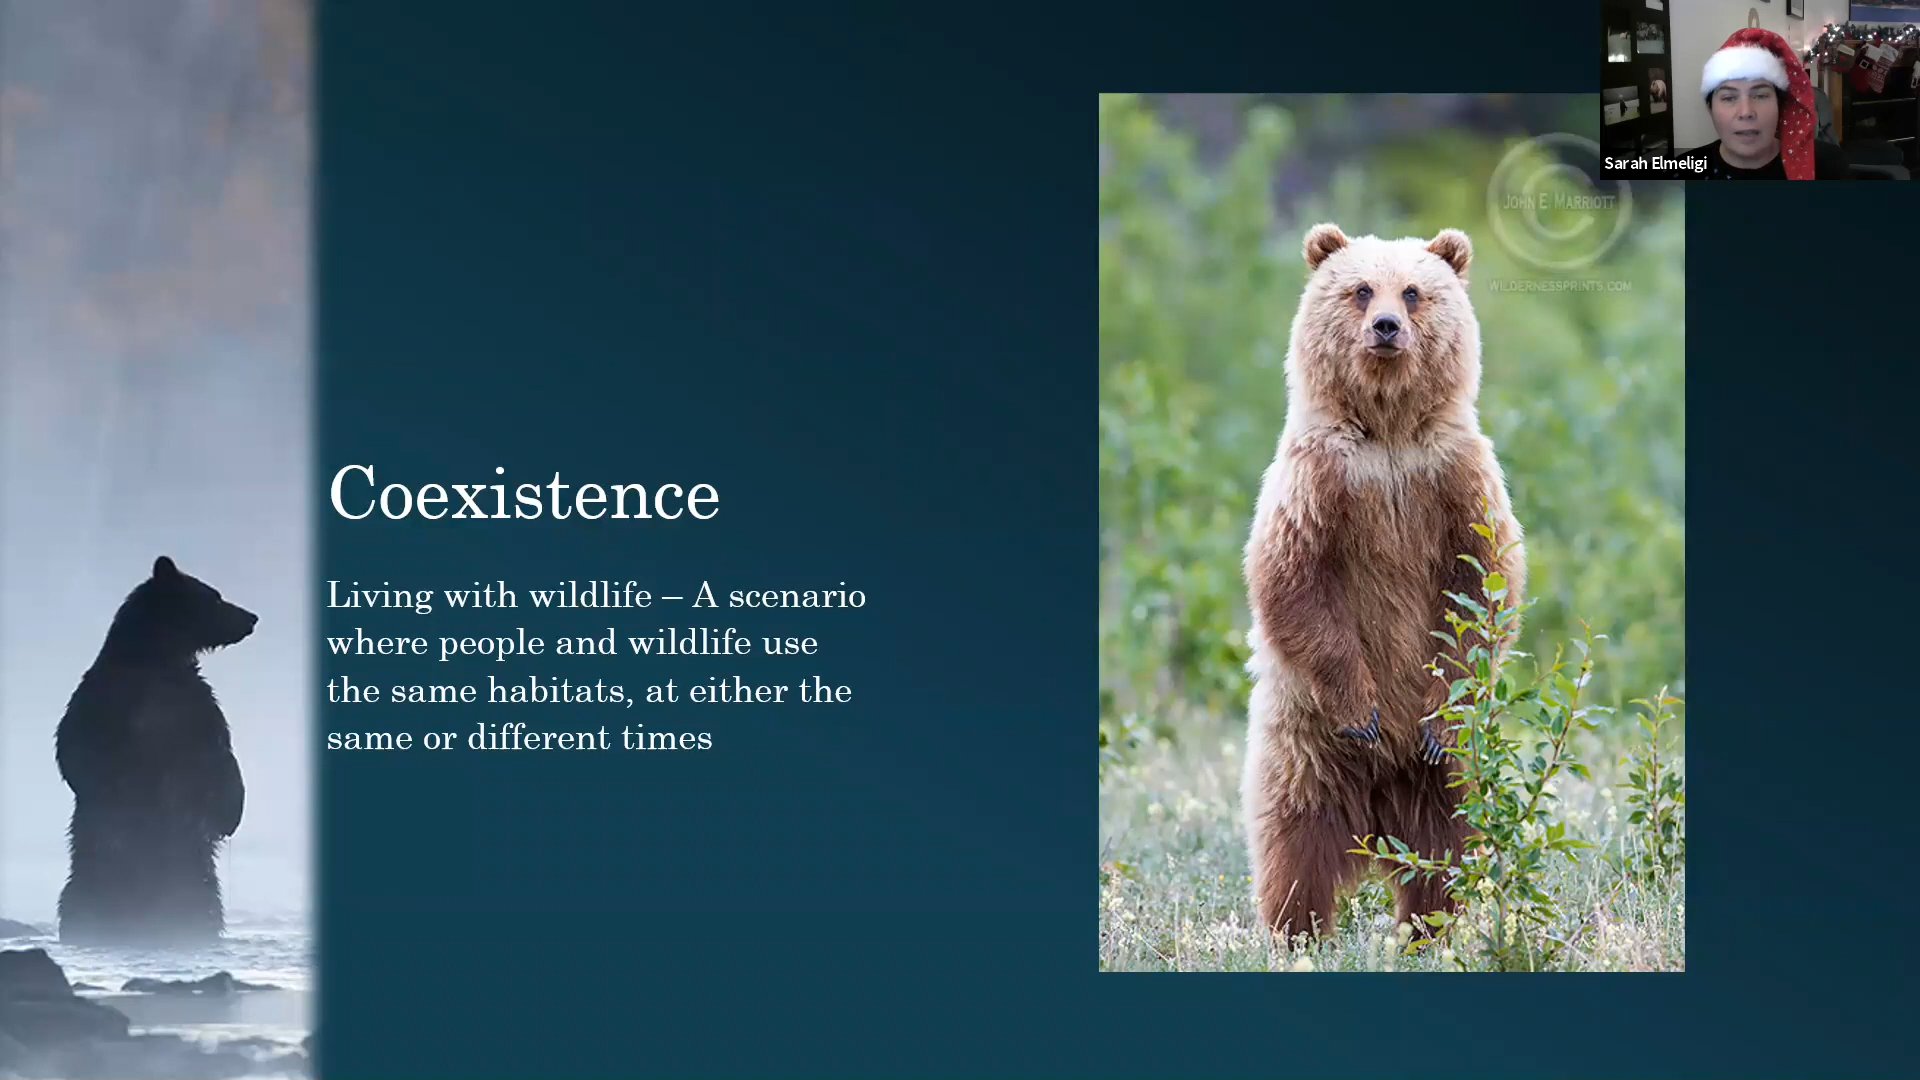 Sarah Elmeligi
JOHN E. MARRIOTT
WILDERNESSPRINTS.COM
Coexistence
Living with wildlife – A scenario
where people and wildlife use
the same habitats, at either the
same or different times